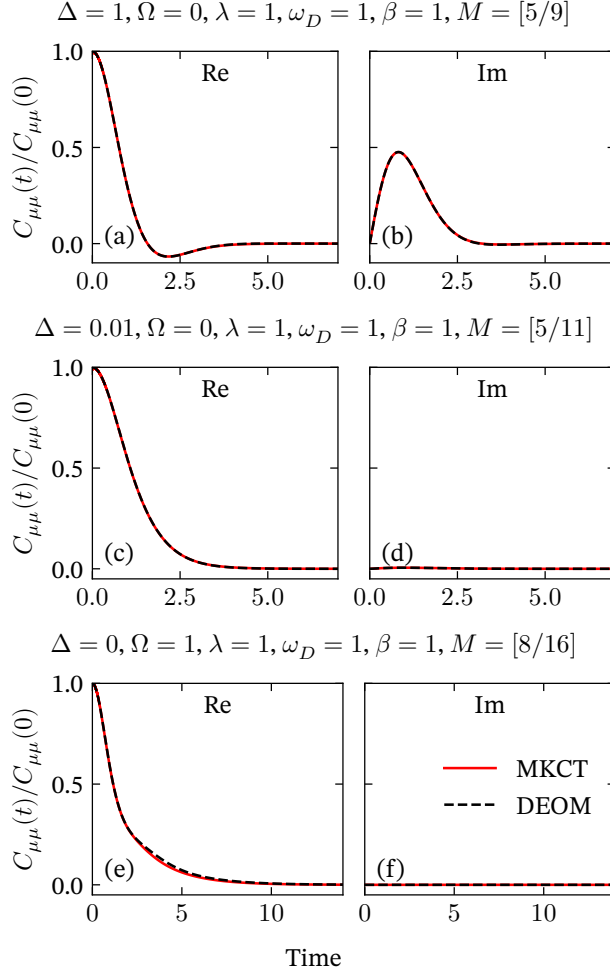 Δ = 1, Ω = 0, λ = 1, ω_D = 1, β = 1, M = [5/9]
C_μμ(t)/C_μμ(0)
1.0
0.5
0.0
Re
(a)
Im
(b)
0.0 2.5 5.0 0.0 2.5 5.0
Δ = 0.01, Ω = 0, λ = 1, ω_D = 1, β = 1, M = [5/11]
C_μμ(t)/C_μμ(0)
1.0
0.5
0.0
Re
(c)
Im
(d)
0.0 2.5 5.0 0.0 2.5 5.0
Δ = 0, Ω = 1, λ = 1, ω_D = 1, β = 1, M = [8/16]
C_μμ(t)/C_μμ(0)
1.0
0.5
0.0
Re
(e)
Im
MKCT
DEOM
(f)
0 5 10 0 5 10
Time